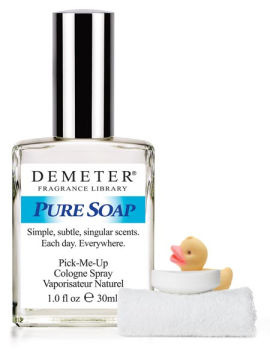 DEMETER®
FRAGRANCE LIBRARY
PURE SOAP
Simple, subtle, singular scents.
Each day. Everywhere.
Pick-Me-Up
Cologne Spray
Vaporisateur Naturel
1.0 fl oz ℮ 30ml